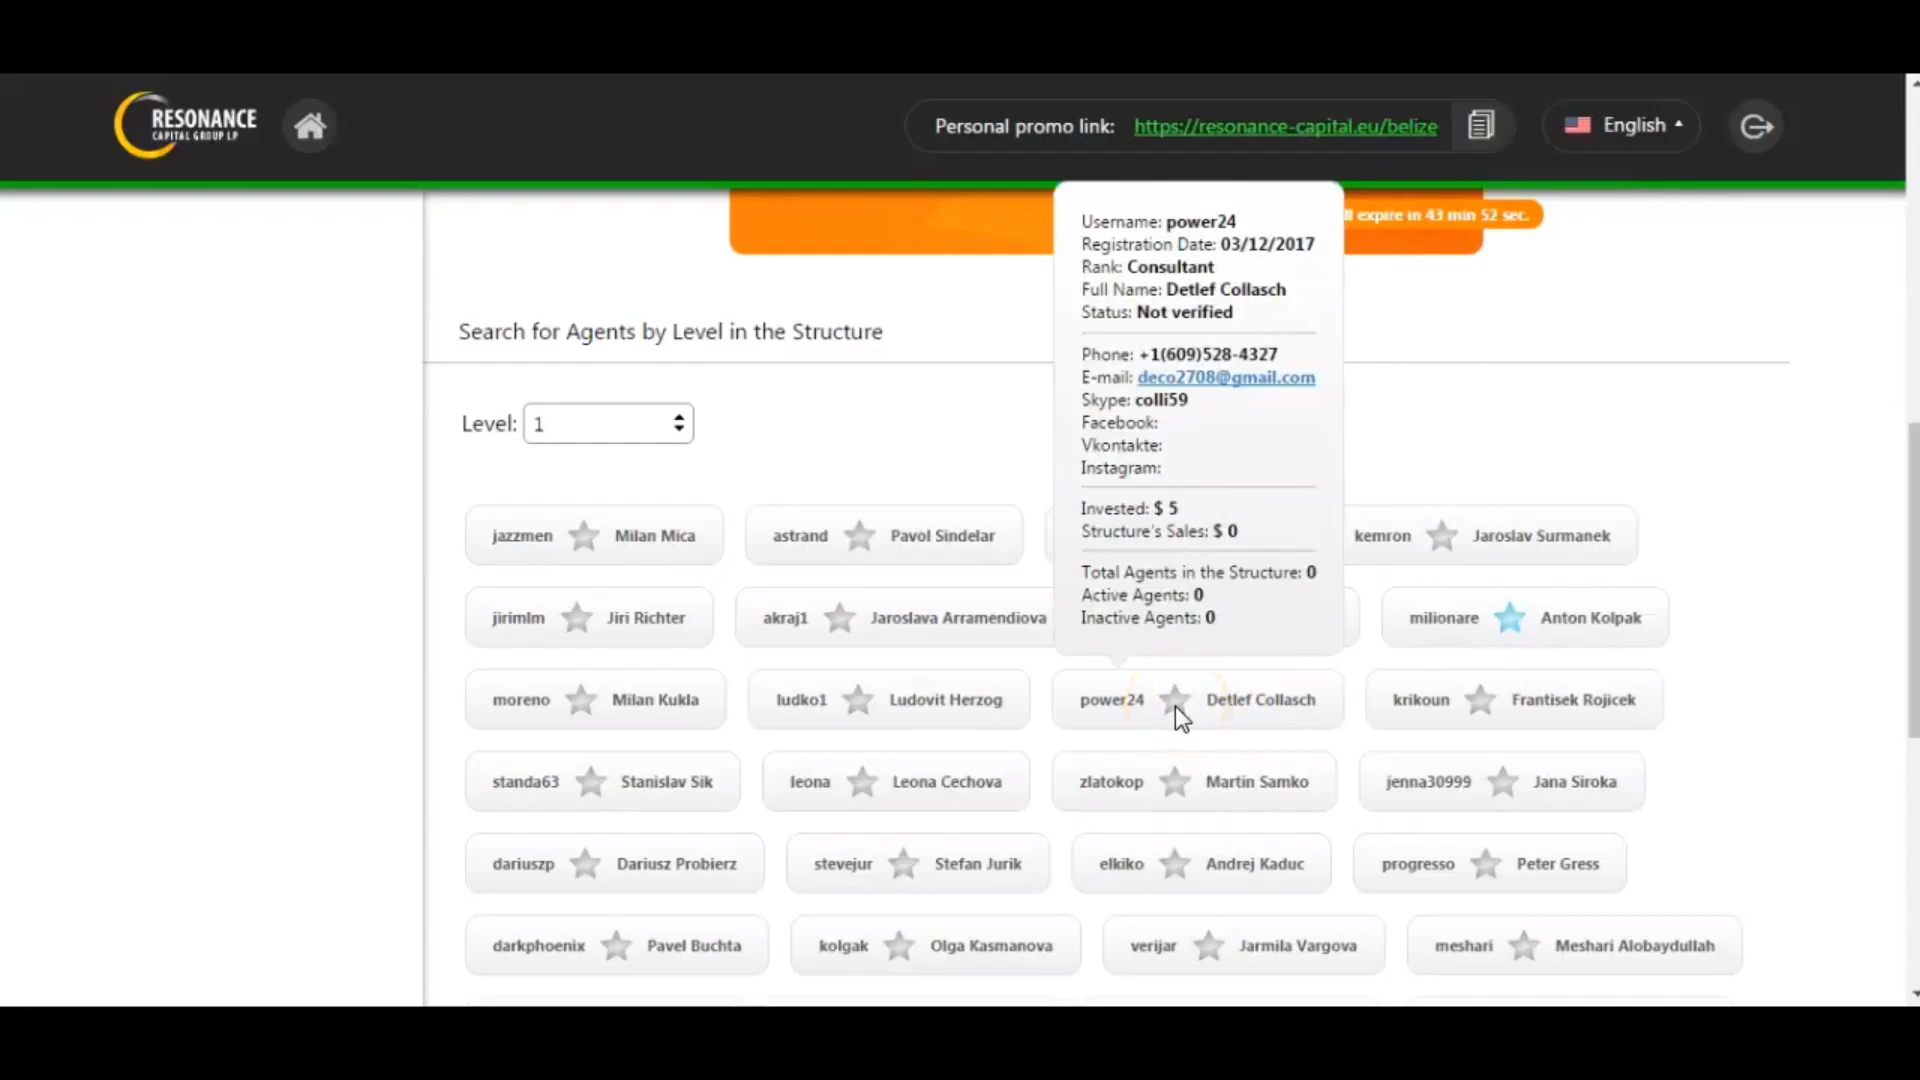 RESONANCE
CAPITAL GROUP LP
Personal promo link: https://resonance-capital.eu/belize
English
ll expire in 43 min 52 sec.
Username: power24
Registration Date: 03/12/2017
Rank: Consultant
Full Name: Detlef Collasch
Status: Not verified
Phone: +1(609)528-4327
E-mail: deco2708@gmail.com
Skype: colli59
Facebook:
Vkontakte:
Instagram:
Invested: $ 5
Structure's Sales: $ 0
Total Agents in the Structure: 0
Active Agents: 0
Inactive Agents: 0
Search for Agents by Level in the Structure
Level: 1
jazzmen Milan Mica
astrand Pavol Sindelar
kemron Jaroslav Surmanek
jirimlm Jiri Richter
akraj1 Jaroslava Arramendiova
milionare Anton Kolpak
moreno Milan Kukla
ludko1 Ludovit Herzog
power24 Detlef Collasch
krikoun Frantisek Rojicek
standa63 Stanislav Sik
leona Leona Cechova
zlatokop Martin Samko
jenna30999 Jana Siroka
dariuszp Dariusz Probierz
stevejur Stefan Jurik
elkiko Andrej Kaduc
progresso Peter Gress
darkphoenix Pavel Buchta
kolgak Olga Kasmanova
verijar Jarmila Vargova
meshari Meshari Alobaydullah